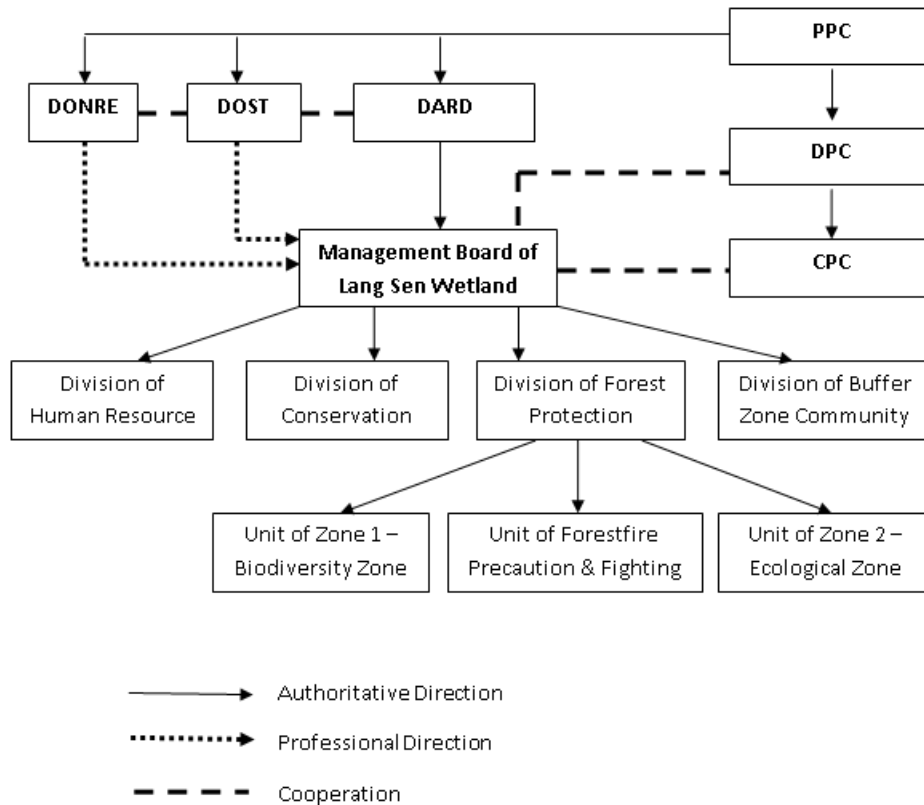 PPC
DONRE
DOST
DARD
DPC
Management Board of
Lang Sen Wetland
CPC
Division of
Human Resource
Division of
Conservation
Division of Forest
Protection
Division of Buffer
Zone Community
Unit of Zone 1 –
Biodiversity Zone
Unit of Forestfire
Precaution & Fighting
Unit of Zone 2 –
Ecological Zone
Authoritative Direction
Professional Direction
Cooperation